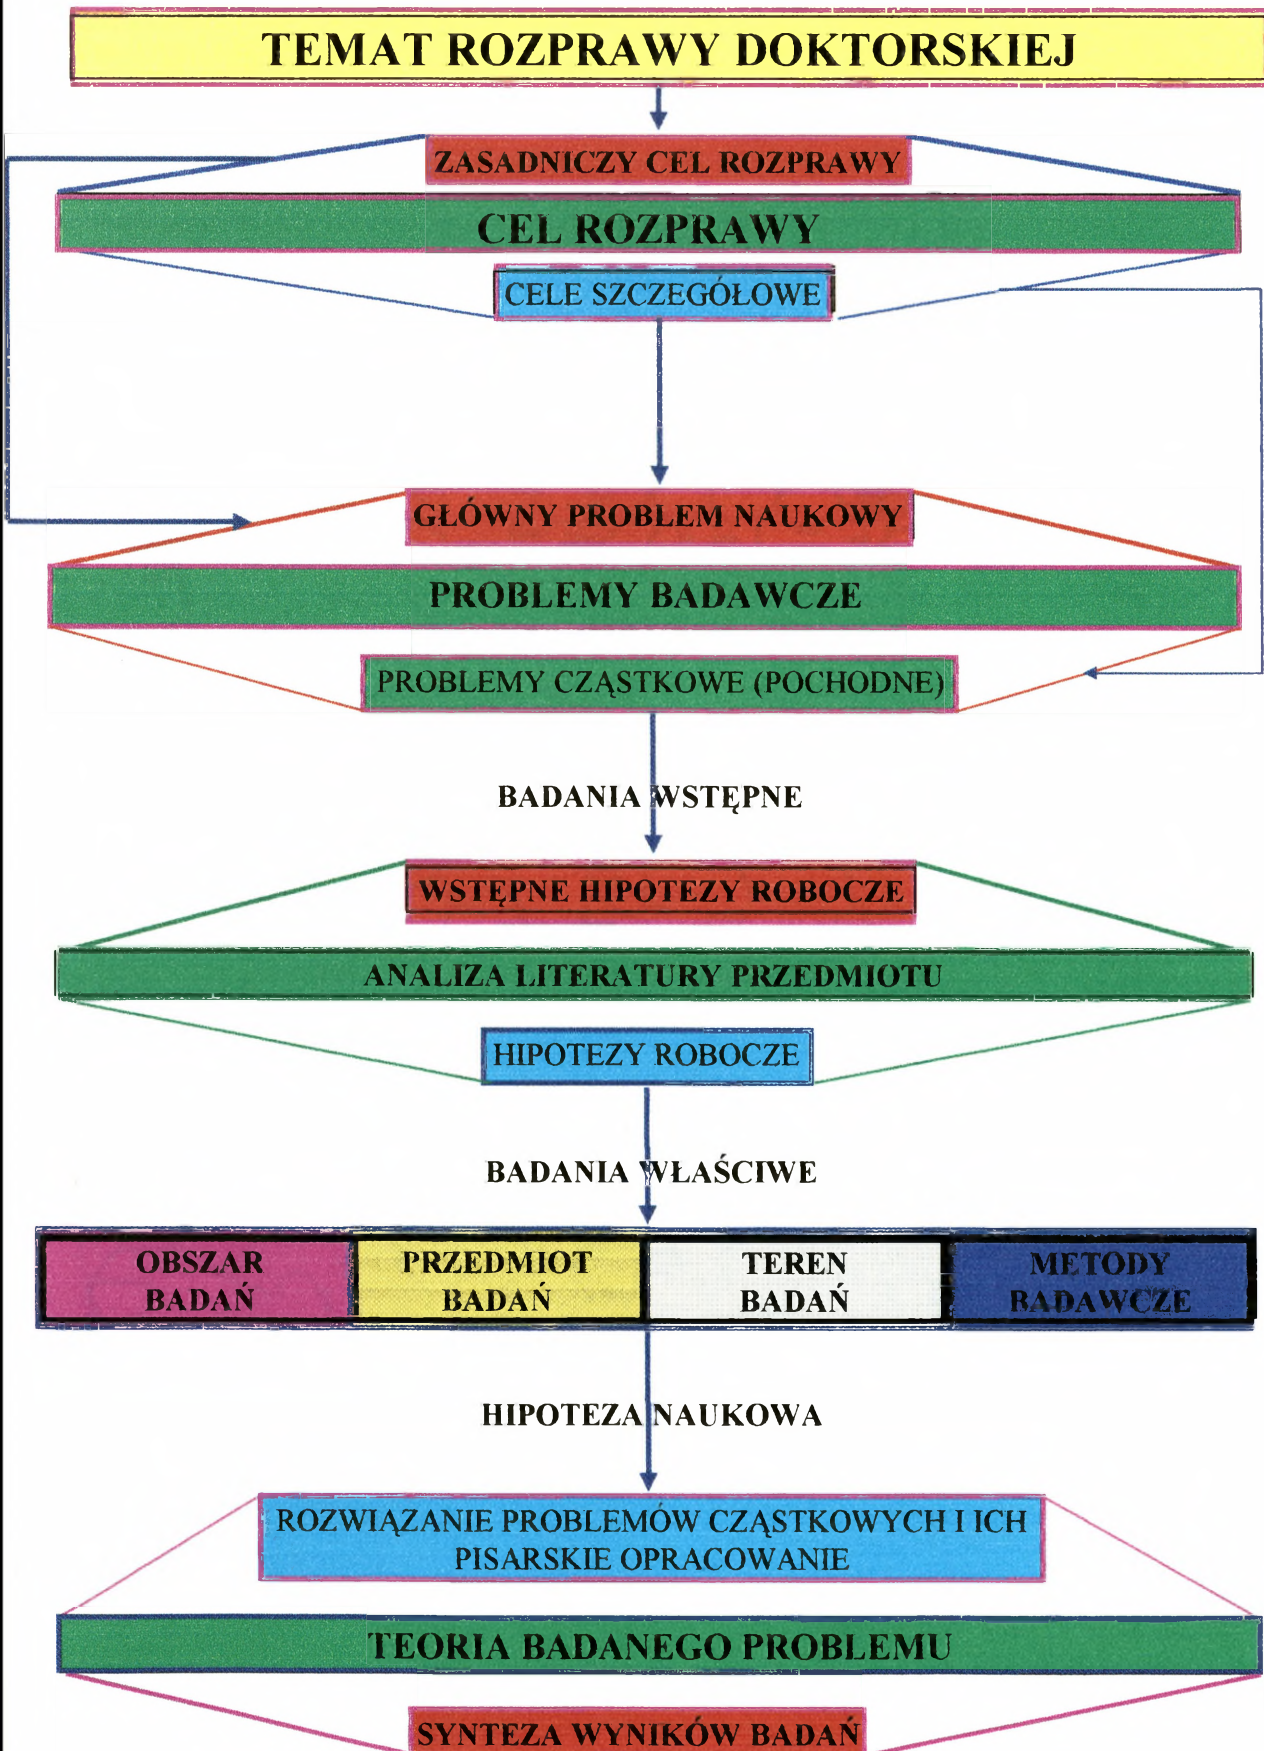 TEMAT ROZPRAWY DOKTORSKIEJ
ZASADNICZY CEL ROZPRAWY
CEL ROZPRAWY
CELE SZCZEGÓŁOWE
GŁÓWNY PROBLEM NAUKOWY
PROBLEMY BADAWCZE
PROBLEMY CZĄSTKOWE (POCHODNE)
BADANIA WSTĘPNE
WSTĘPNE HIPOTEZY ROBOCZE
ANALIZA LITERATURY PRZEDMIOTU
HIPOTEZY ROBOCZE
BADANIA WŁAŚCIWE
OBSZAR
BADAŃ
PRZEDMIOT
BADAŃ
TEREN
BADAŃ
METODY
BADAWCZE
HIPOTEZA NAUKOWA
ROZWIĄZANIE PROBLEMÓW CZĄSTKOWYCH I ICH
PISARSKIE OPRACOWANIE
TEORIA BADANEGO PROBLEMU
SYNTEZA WYNIKÓW BADAŃ